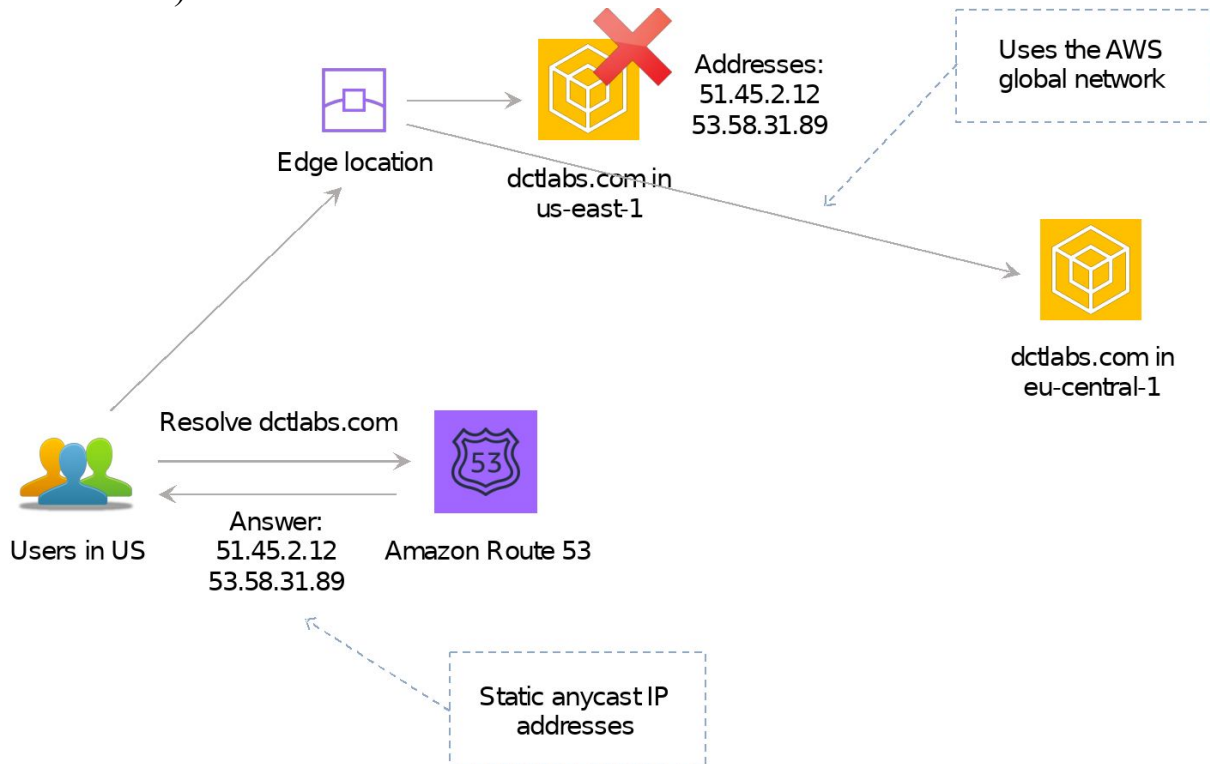 )
Addresses:
51.45.2.12
53.58.31.89
Uses the AWS
global network
Edge location
dctlabs.com in
us-east-1
dctlabs.com in
eu-central-1
Resolve dctlabs.com
53
Users in US
Answer:
51.45.2.12
53.58.31.89
Amazon Route 53
Static anycast IP
addresses